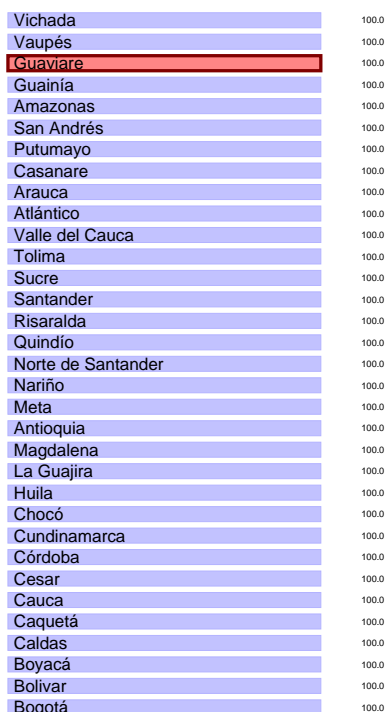 Vichada 100.0
Vaupés 100.0
Guaviare 100.0
Guainía 100.0
Amazonas 100.0
San Andrés 100.0
Putumayo 100.0
Casanare 100.0
Arauca 100.0
Atlántico 100.0
Valle del Cauca 100.0
Tolima 100.0
Sucre 100.0
Santander 100.0
Risaralda 100.0
Quindío 100.0
Norte de Santander 100.0
Nariño 100.0
Meta 100.0
Antioquia 100.0
Magdalena 100.0
La Guajira 100.0
Huila 100.0
Chocó 100.0
Cundinamarca 100.0
Córdoba 100.0
Cesar 100.0
Cauca 100.0
Caquetá 100.0
Caldas 100.0
Boyacá 100.0
Bolivar 100.0
Bogotá 100.0